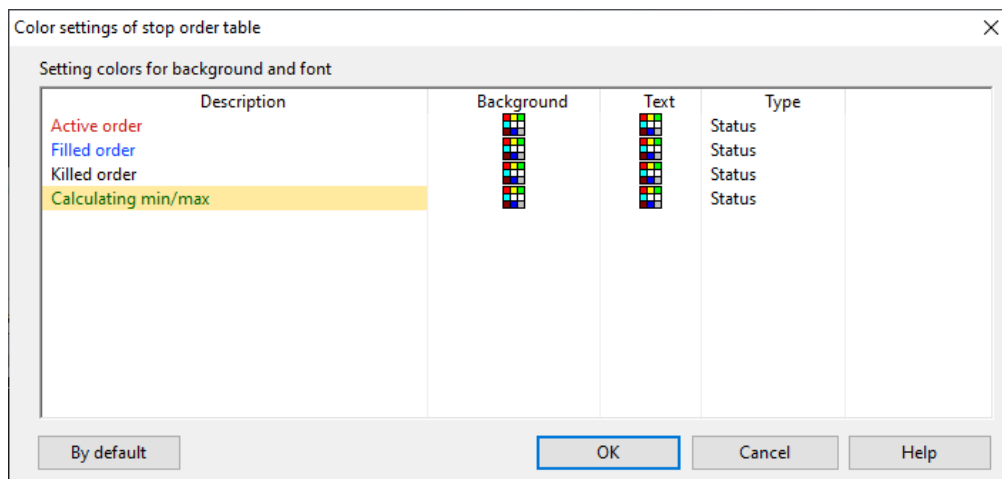 Color settings of stop order table
Setting colors for background and font
Description Background Text Type
Active order Status
Filled order Status
Killed order Status
Calculating min/max Status
By default OK Cancel Help